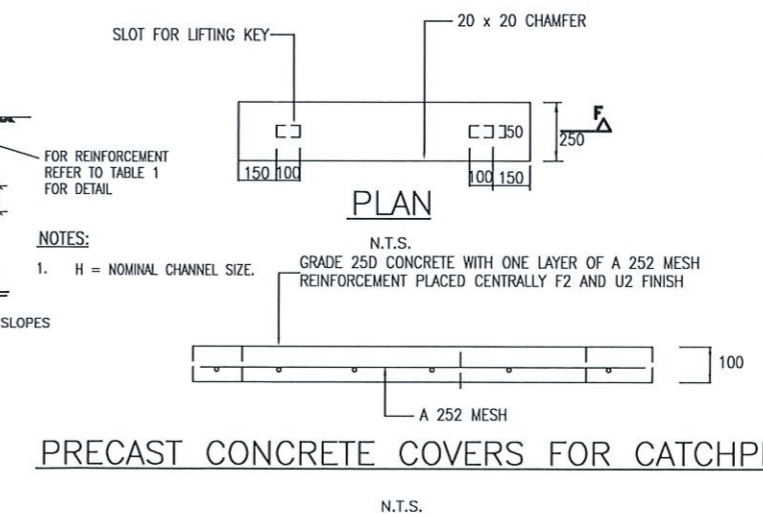 SLOT FOR LIFTING KEY
20 x 20 CHAMFER
FOR REINFORCEMENT
REFER TO TABLE 1
FOR DETAIL
50
250
F
150 100
100 150
PLAN
N.T.S.
NOTES:
1. H = NOMINAL CHANNEL SIZE.
GRADE 25D CONCRETE WITH ONE LAYER OF A 252 MESH
REINFORCEMENT PLACED CENTRALLY F2 AND U2 FINISH
SLOPES
100
A 252 MESH
PRECAST CONCRETE COVERS FOR CATCHP
N.T.S.